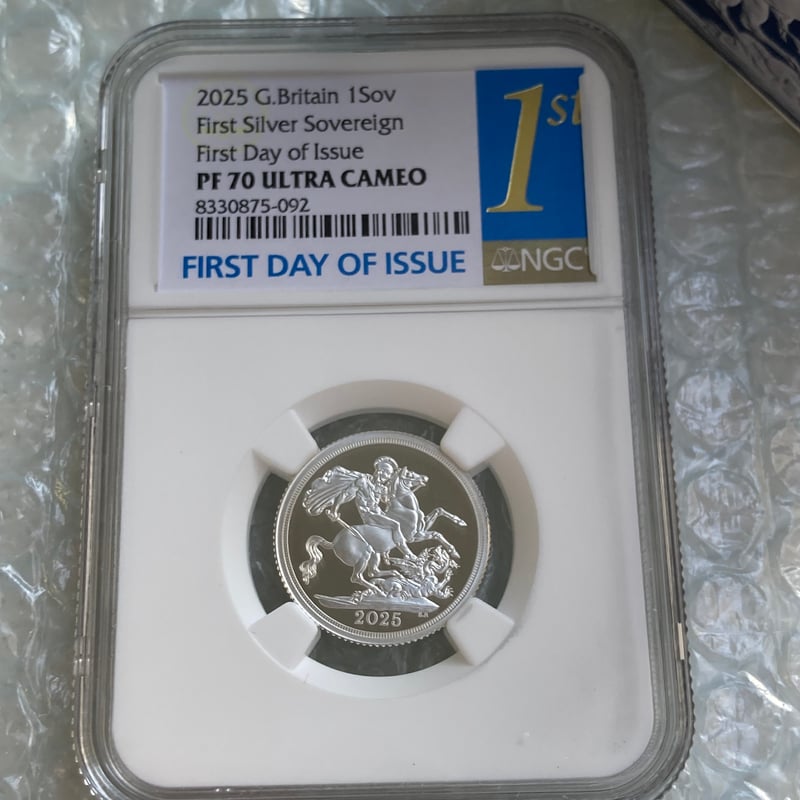 2025 G.Britain 1Sov
First Silver Sovereign
First Day of Issue
PF 70 ULTRA CAMEO
8330875-092
FIRST DAY OF ISSUE
1st
NGC
2025